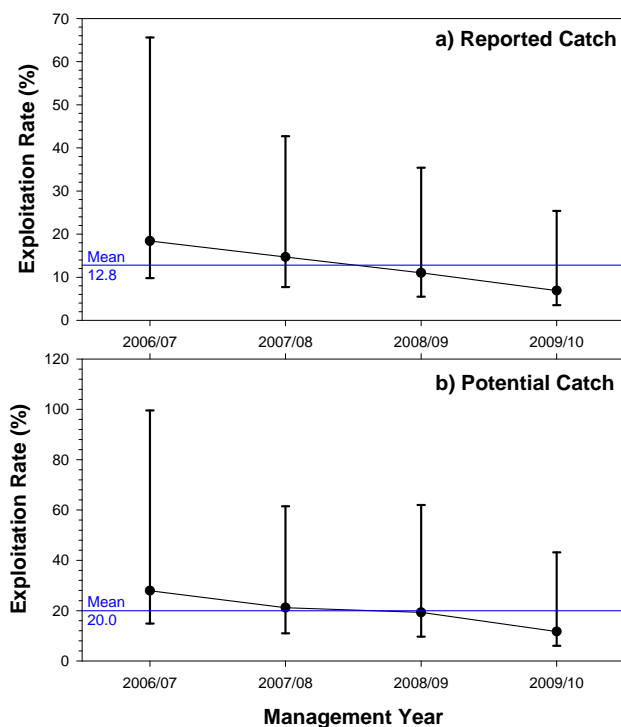 a) Reported Catch
Exploitation Rate (%)
70
60
50
40
30
20
10
0
Mean
12.8
2006/07 2007/08 2008/09 2009/10
b) Potential Catch
Exploitation Rate (%)
120
100
80
60
40
20
0
Mean
20.0
2006/07 2007/08 2008/09 2009/10
Management Year